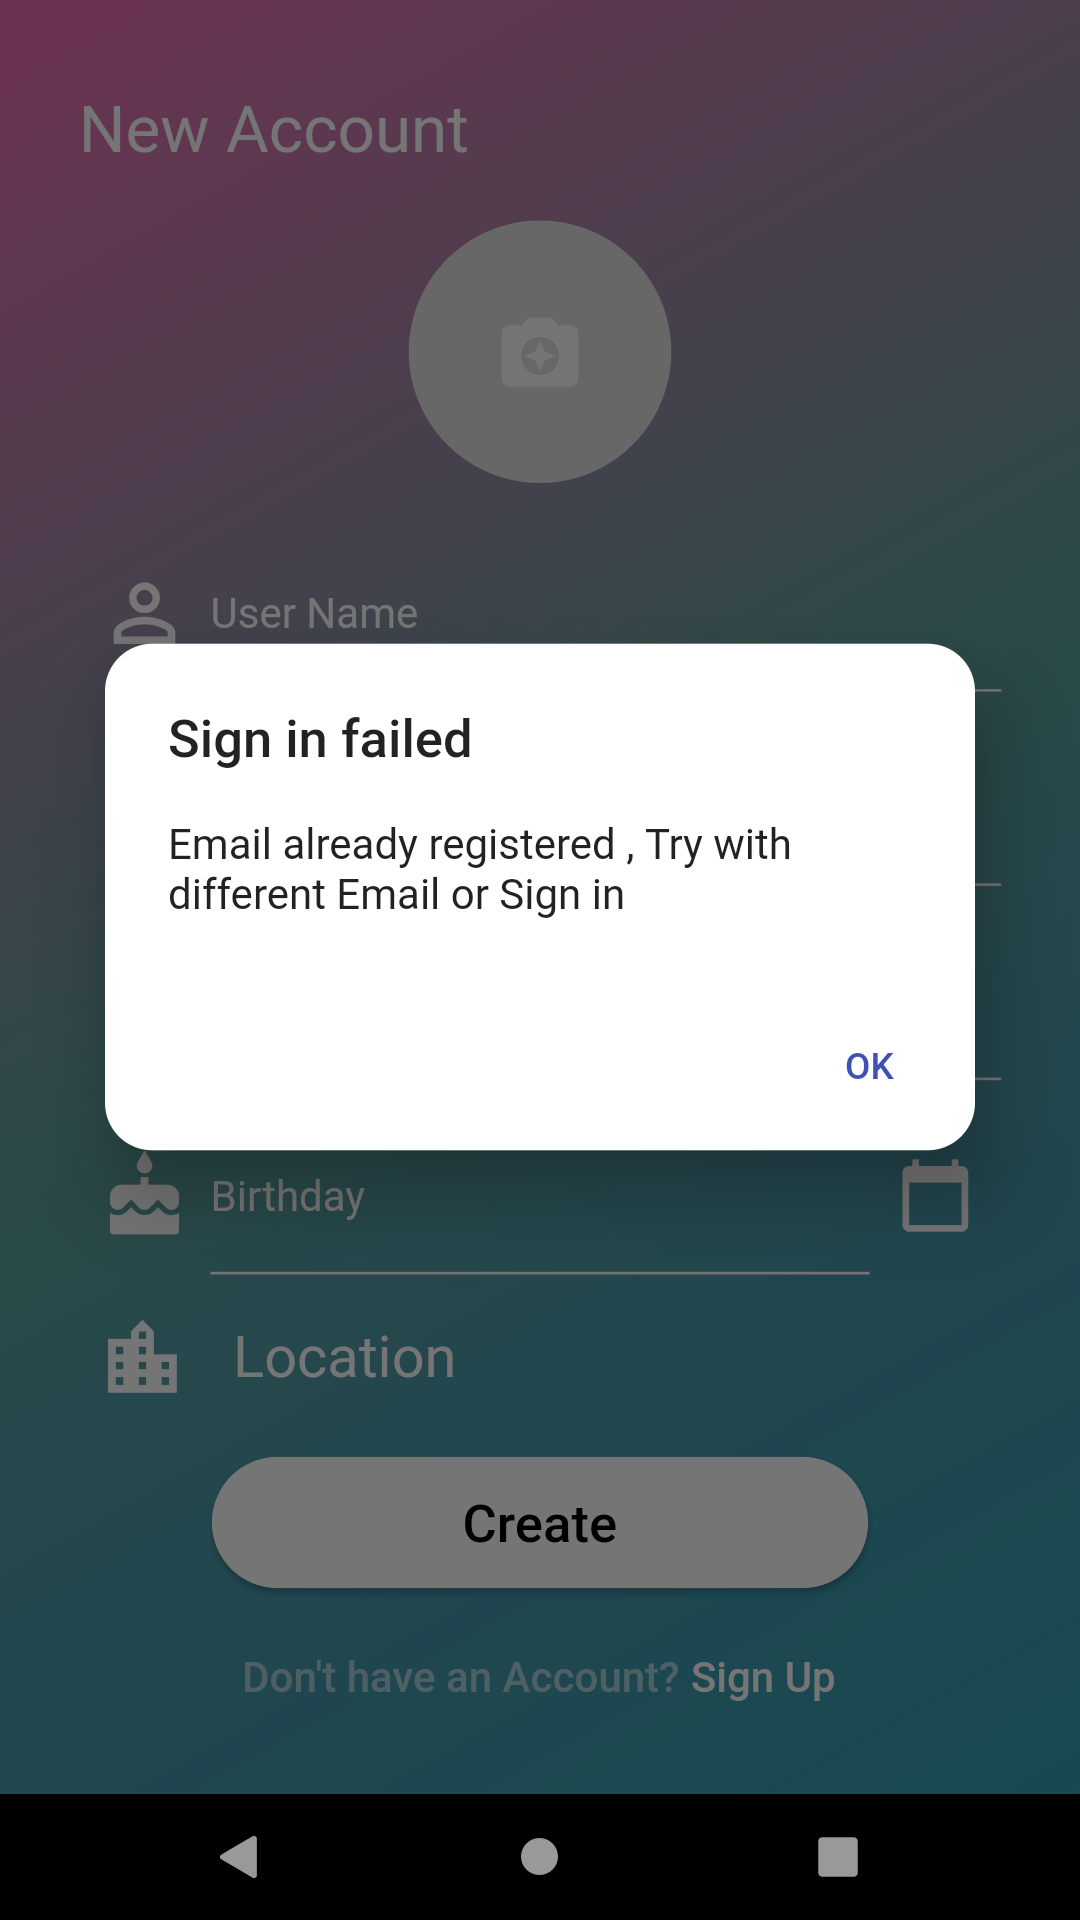 New Account
User Name
Sign in failed
Email already registered , Try with
different Email or Sign in
OK
Birthday
Location
Create
Don't have an Account? Sign Up